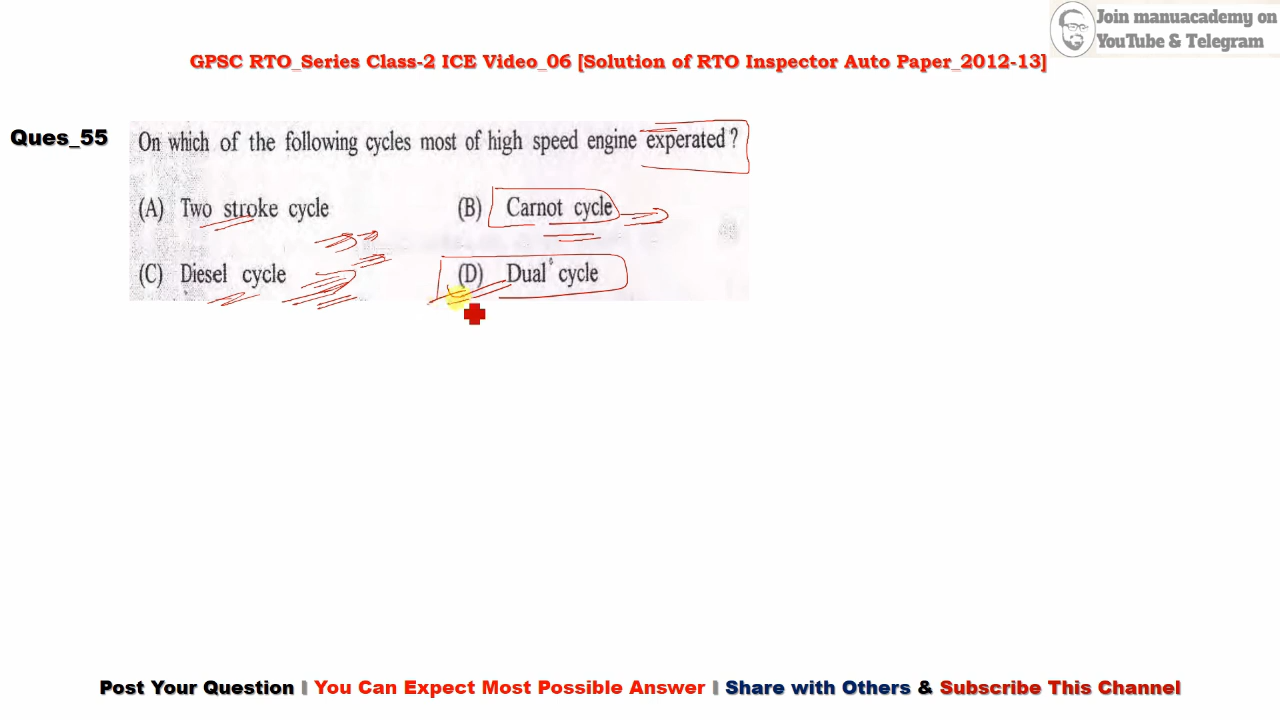 Join manuacademy on
YouTube & Telegram
GPSC RTO_Series Class-2 ICE Video_06 [Solution of RTO Inspector Auto Paper_2012-13]
Ques_55
On which of the following cycles most of high speed engine experated ?
(A) Two stroke cycle
(B) Carnot cycle
(C) Diesel cycle
(D) Dual cycle
Post Your Question | You Can Expect Most Possible Answer | Share with Others & Subscribe This Channel